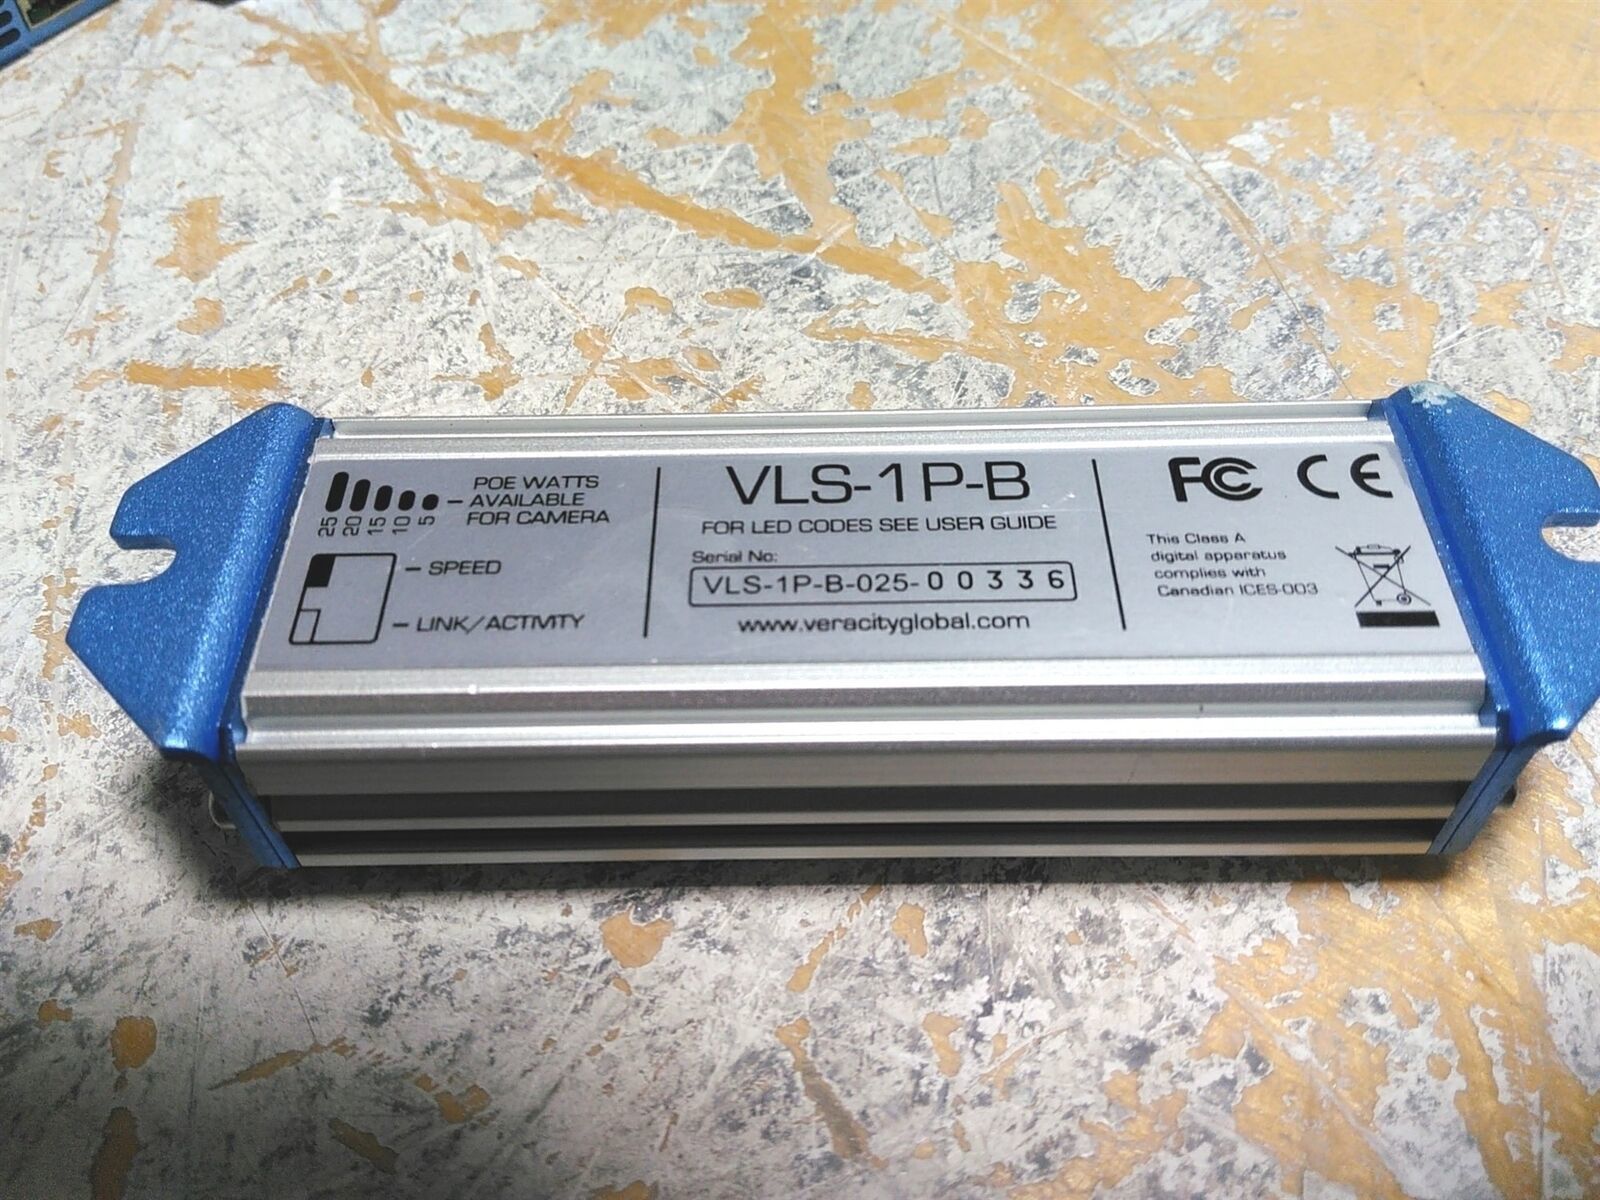 POE WATTS
AVAILABLE
FOR CAMERA
25 20 15 10 5
SPEED
LINK/ACTIVITY
VLS-1P-B
FOR LED CODES SEE USER GUIDE
Serial No:
VLS-1P-B-025-00336
www.veracityglobal.com
FC CE
This Class A
digital apparatus
complies with
Canadian ICES-003